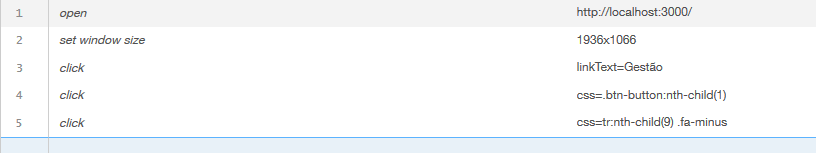 1 open http://localhost:3000/
2 set window size 1936x1066
3 click linkText=Gestão
4 click css=.btn-button:nth-child(1)
5 click css=tr:nth-child(9) .fa-minus